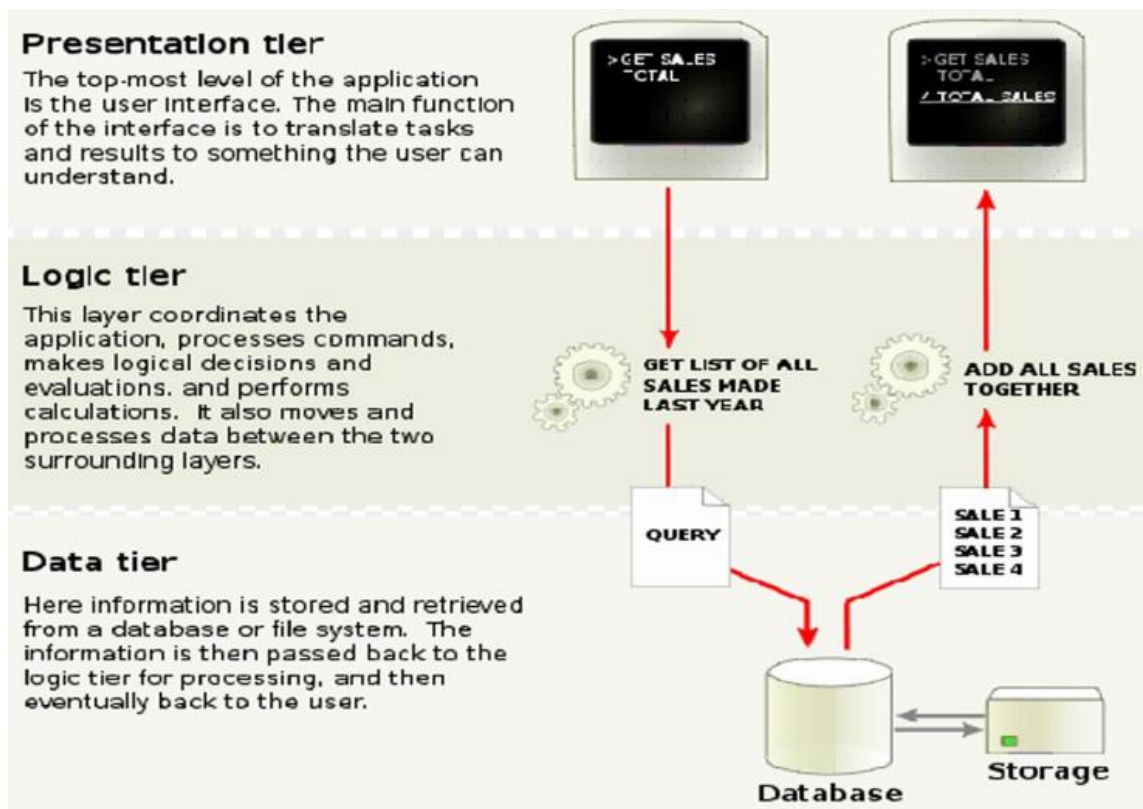 Presentation tier
The top-most level of the application
is the user interface. The main function
of the interface is to translate tasks
and results to something the user can
understand.
>GET SALES
TOTAL
>GET SALES
TOTAL
TOTAL SALES
Logic tier
This layer coordinates the
application, processes commands,
makes logical decisions and
evaluations. and performs
calculations. It also moves and
processes data between the two
surrounding layers.
GET LIST OF ALL
SALES MADE
LAST YEAR
ADD ALL SALES
TOGETHER
Data tier
Here information is stored and retrieved
from a database or file system. The
information is then passed back to the
logic tier for processing, and then
eventually back to the user.
QUERY
SALE 1
SALE 2
SALE 3
SALE 4
Database
Storage